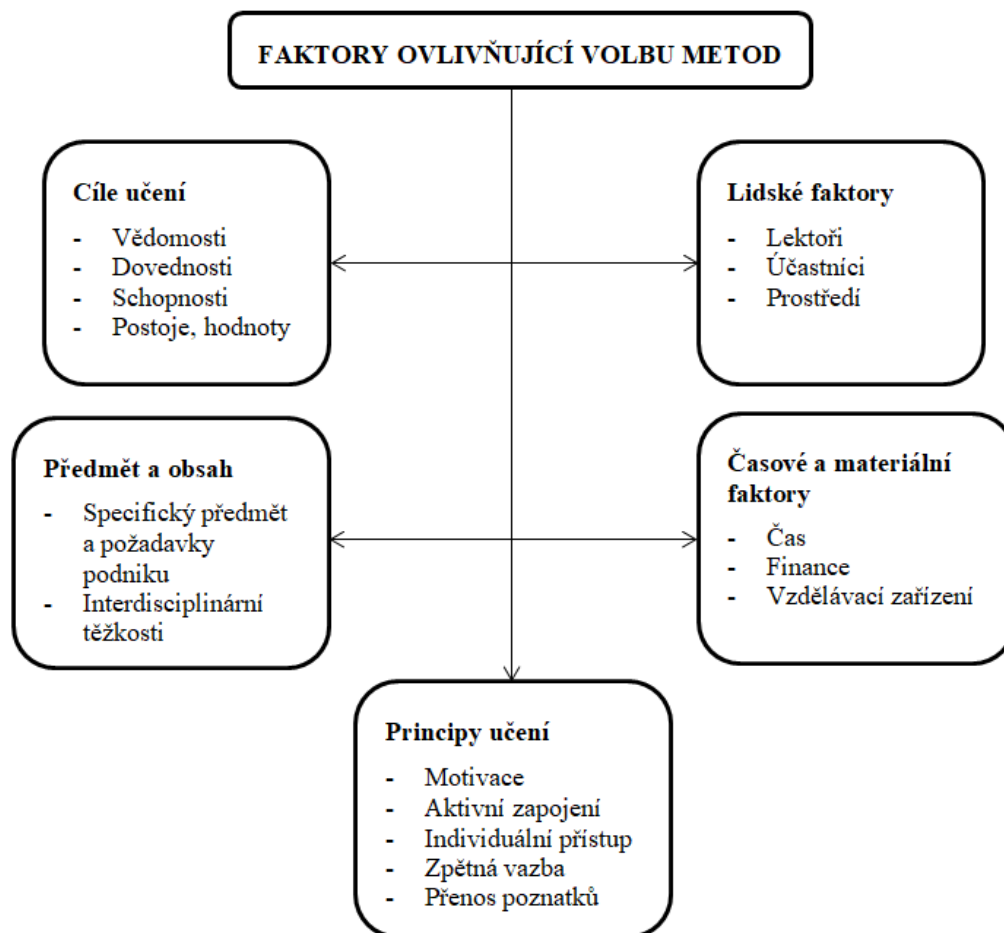 FAKTORY OVLIVŇUJÍCÍ VOLBU METOD
Cíle učení
- Vědomosti
- Dovednosti
- Schopnosti
- Postoje, hodnoty
Lidské faktory
- Lektoři
- Účastníci
- Prostředí
Předmět a obsah
- Specifický předmět
a požadavky
podniku
- Interdisciplinární
těžkosti
Časové a materiální
faktory
- Čas
- Finance
- Vzdělávací zařízení
Principy učení
- Motivace
- Aktivní zapojení
- Individuální přístup
- Zpětná vazba
- Přenos poznatků